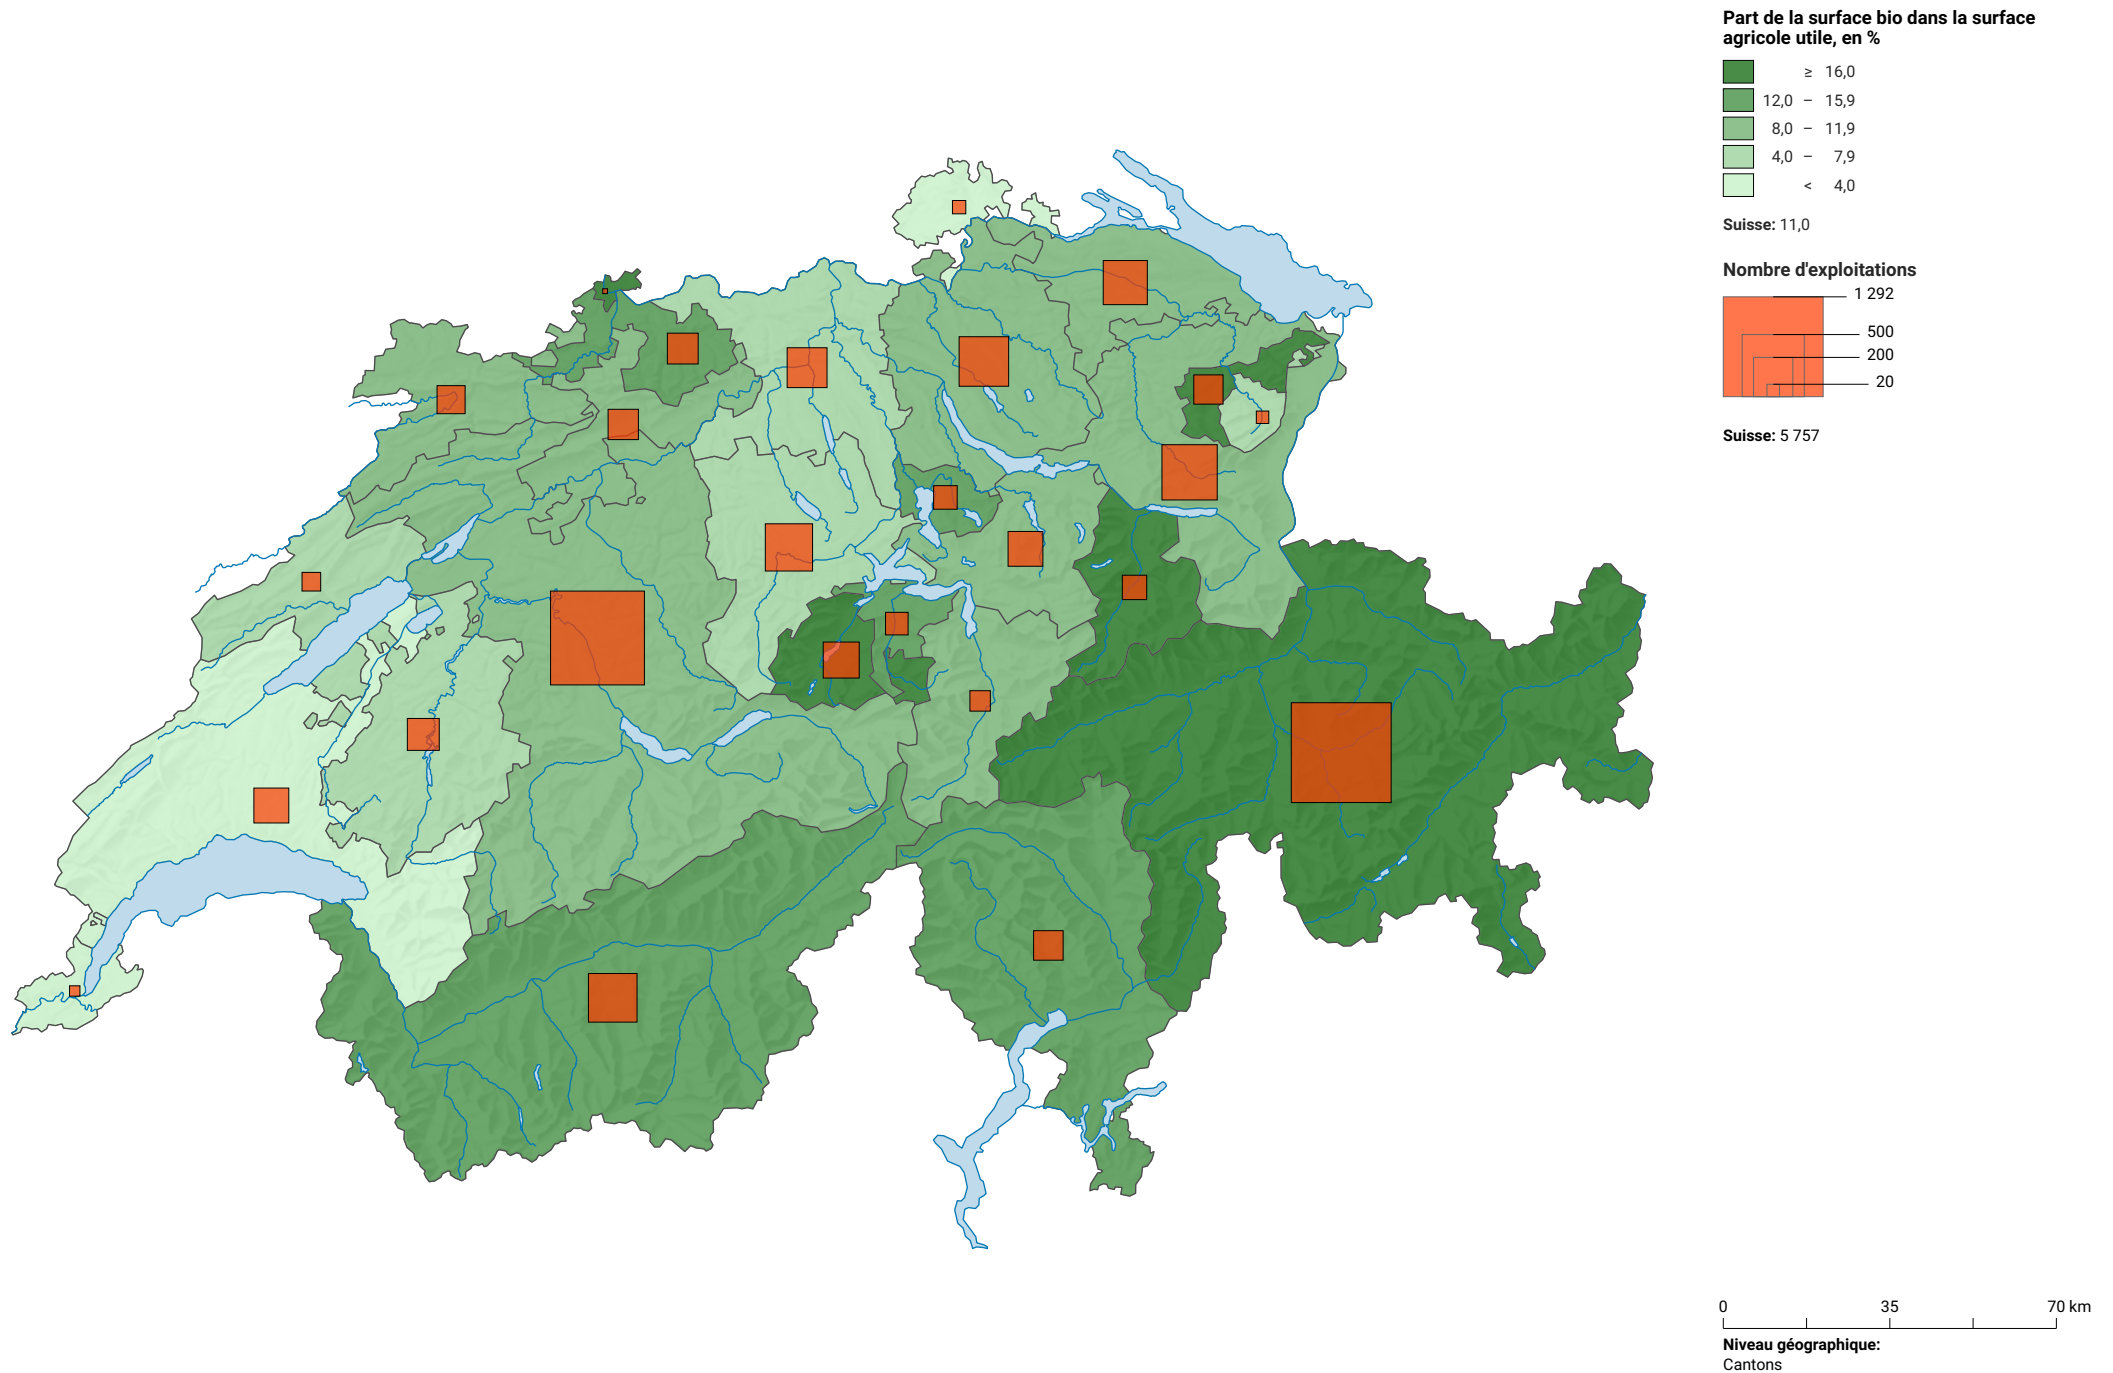 Part de la surface bio dans la surface
agricole utile, en %
≥ 16,0
12,0 – 15,9
8,0 – 11,9
4,0 – 7,9
< 4,0
Suisse: 11,0
Nombre d'exploitations
1 292
500
200
20
Suisse: 5 757
0 35 70 km
Niveau géographique:
Cantons